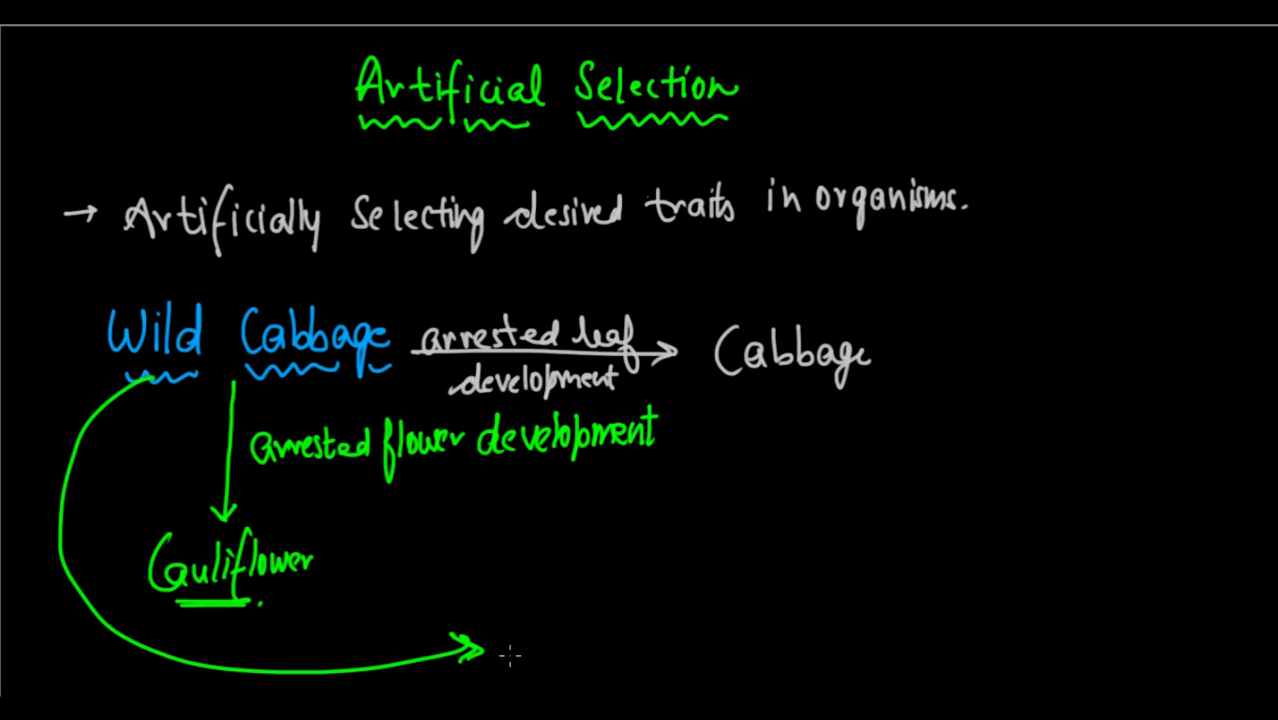 Artificial Selection
→ Artificially Selecting desired traits in organisms.
Wild Cabbage arrested leaf development → Cabbage
arrested flower development
Cauliflower